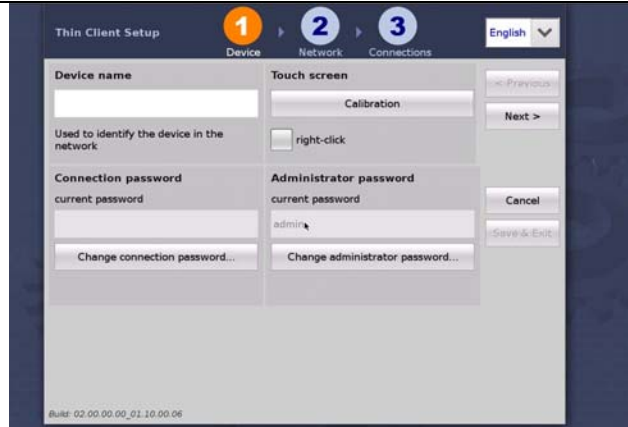 Thin Client Setup
1
2
3
Device
Network
Connections
English
Device name
Used to identify the device in the
network
Touch screen
Calibration
right-click
< Previous
Next >
Connection password
current password
Change connection password...
Administrator password
current password
admin
Change administrator password...
Cancel
Save & Exit
Build: 02.00.00.00_01.10.00.06